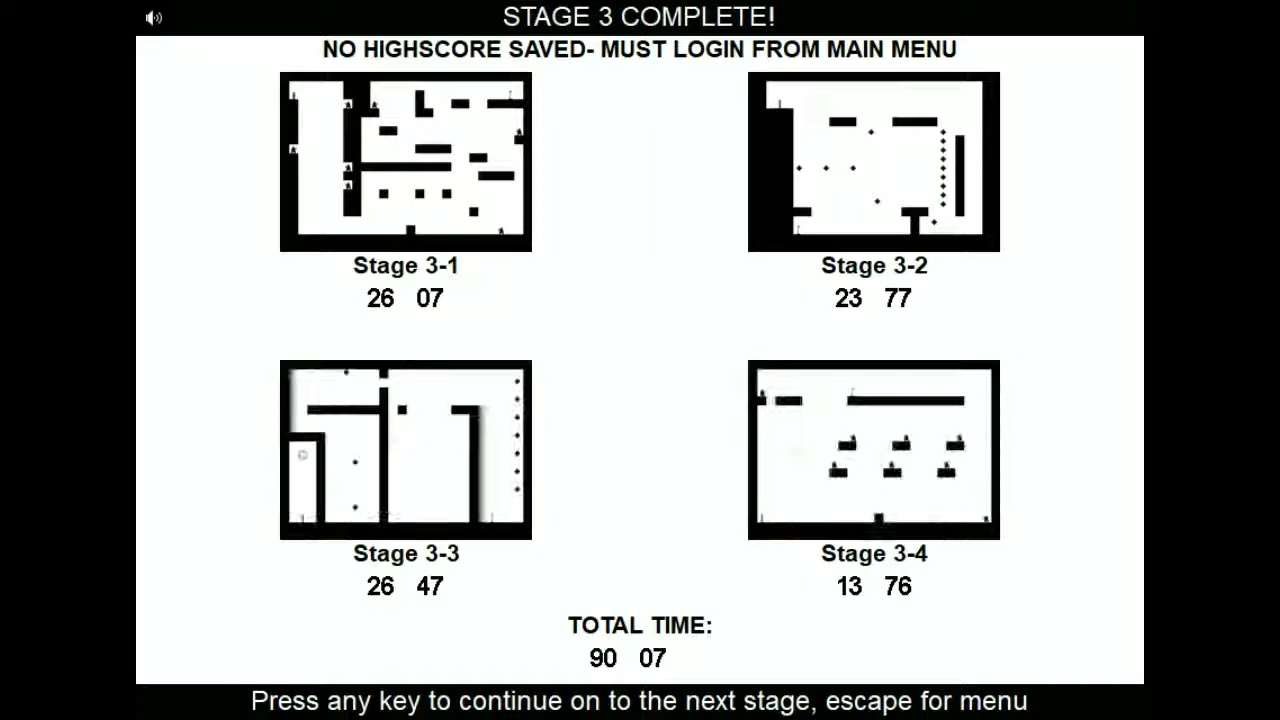 STAGE 3 COMPLETE!
NO HIGHSCORE SAVED- MUST LOGIN FROM MAIN MENU
Stage 3-1
26 07
Stage 3-2
23 77
Stage 3-3
26 47
Stage 3-4
13 76
TOTAL TIME:
90 07
Press any key to continue on to the next stage, escape for menu